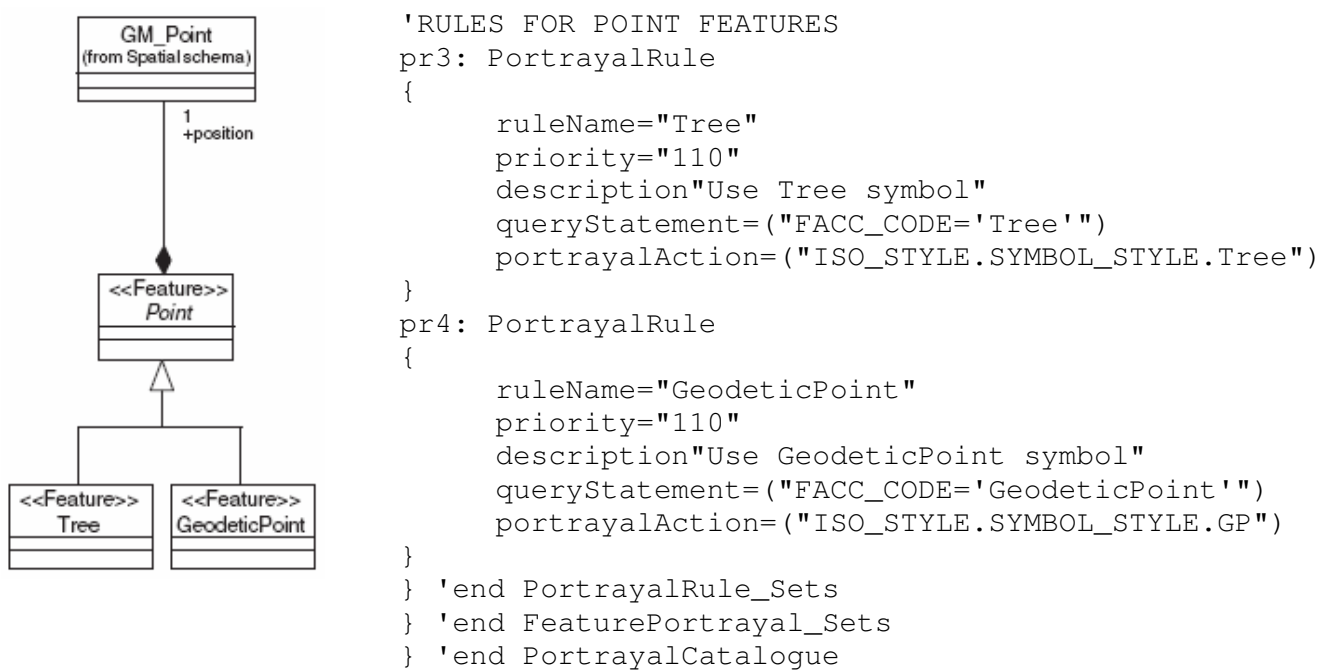 GM_Point
(from Spatial schema)
1
+position
<<Feature>>
Point
<<Feature>>
Tree
<<Feature>>
GeodeticPoint
'RULES FOR POINT FEATURES
pr3: PortrayalRule
{
ruleName="Tree"
priority="110"
description"Use Tree symbol"
queryStatement=("FACC_CODE='Tree'")
portrayalAction=("ISO_STYLE.SYMBOL_STYLE.Tree")
}
pr4: PortrayalRule
{
ruleName="GeodeticPoint"
priority="110"
description"Use GeodeticPoint symbol"
queryStatement=("FACC_CODE='GeodeticPoint'")
portrayalAction=("ISO_STYLE.SYMBOL_STYLE.GP")
}
} 'end PortrayalRule_Sets
} 'end FeaturePortrayal_Sets
} 'end PortrayalCatalogue